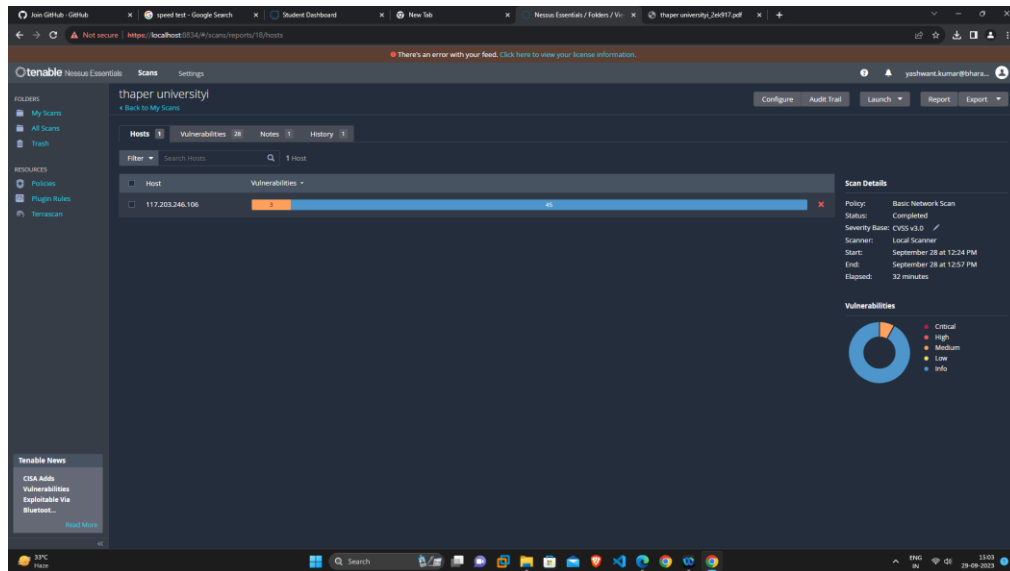 Join GitHub · GitHub
speed test - Google Search
Student Dashboard
New Tab
Nessus Essentials / Folders / Vie
thaper universityi_2ek917.pdf
Not secure | https://localhost:8834/#/scans/reports/18/hosts
There's an error with your feed. Click here to view your license information.
tenable Nessus Essentials Scans Settings
yashwant.kumar@bhara...
FOLDERS
My Scans
All Scans
Trash
RESOURCES
Policies
Plugin Rules
Terrascan
thaper universityi
< Back to My Scans
Configure Audit Trail Launch Report Export
Hosts 1 Vulnerabilities 28 Notes 1 History 1
Filter Search Hosts 1 Host
Host Vulnerabilities
117.203.246.106 3 45
Scan Details
Policy: Basic Network Scan
Status: Completed
Severity Base: CVSS v3.0
Scanner: Local Scanner
Start: September 28 at 12:24 PM
End: September 28 at 12:57 PM
Elapsed: 32 minutes
Vulnerabilities
Critical
High
Medium
Low
Info
Tenable News
CISA Adds
Vulnerabilities
Exploitable Via
Bluetoot...
Read More
33°C
Haze
Search
ENG
IN
15:03
29-09-2023